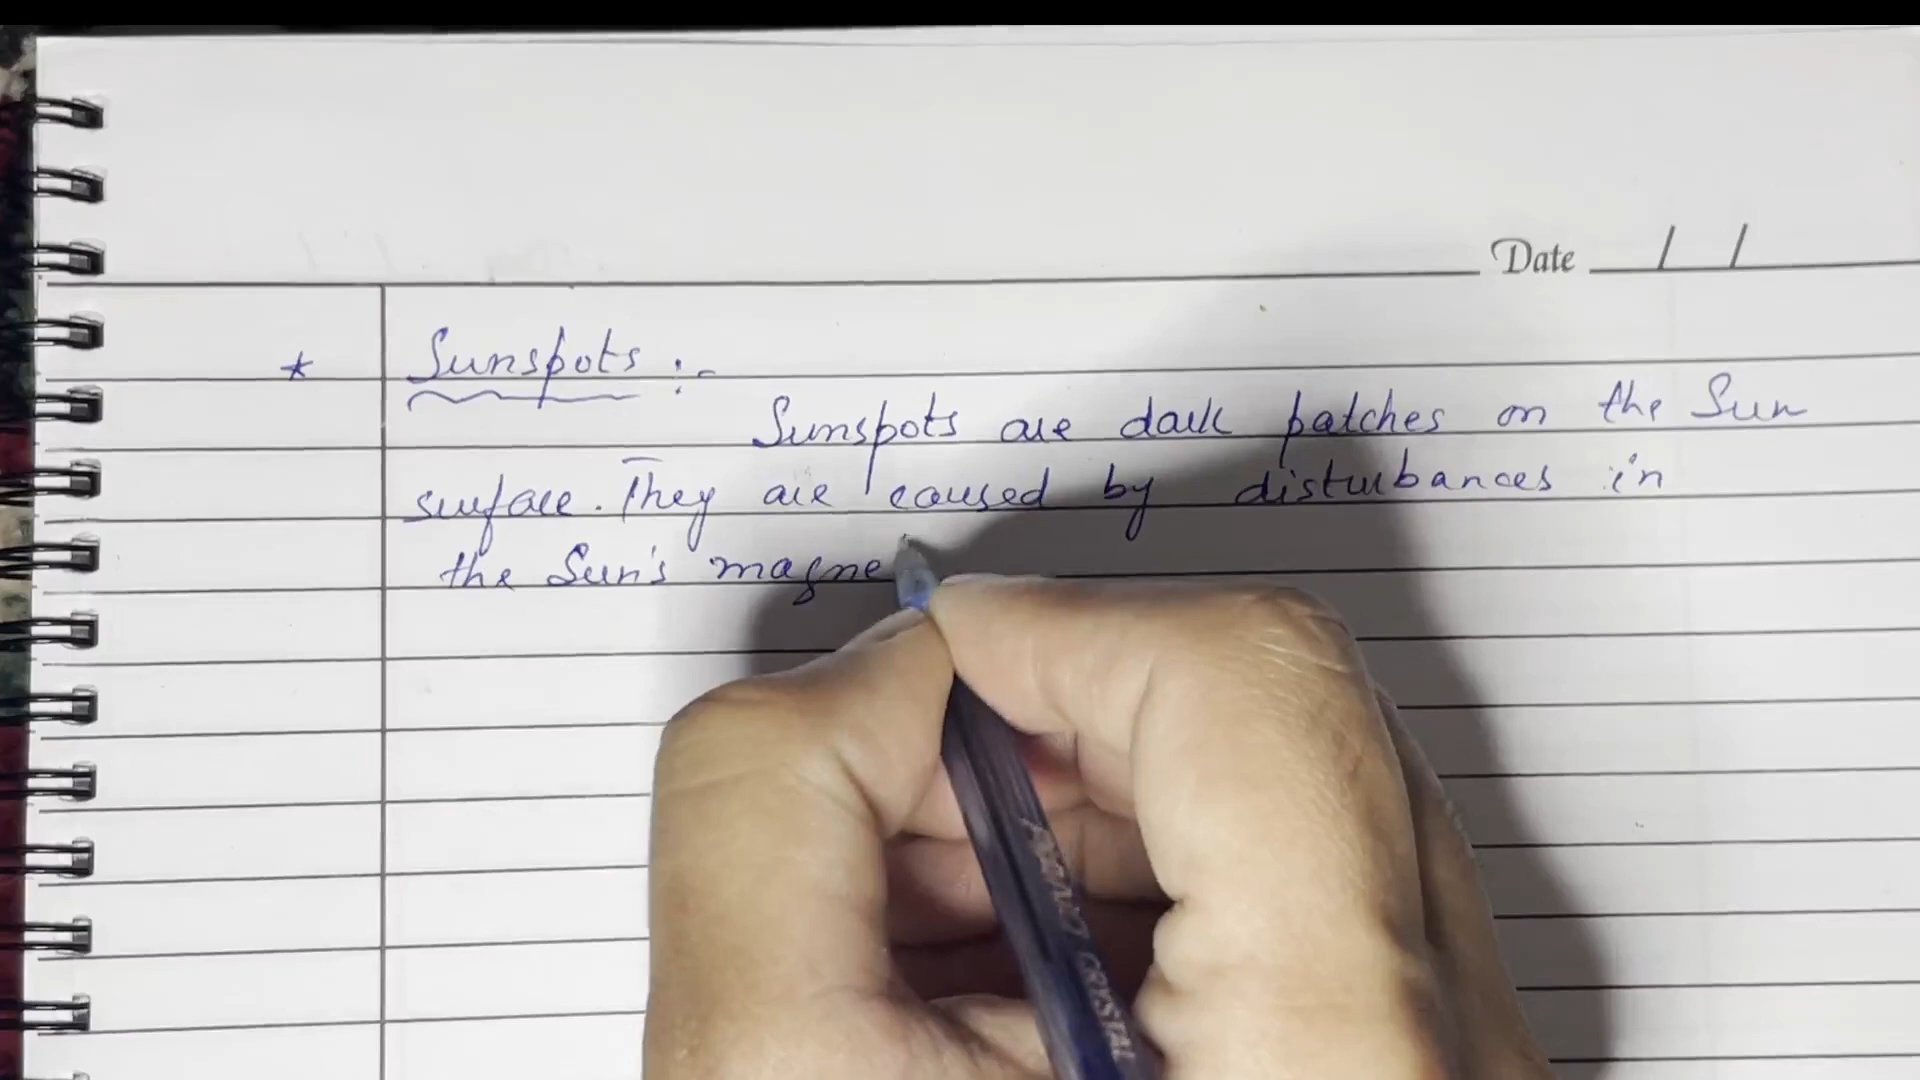 Date / /
* Sunspots :-
Sunspots are dark patches on the Sun
surface. They are caused by disturbances in
the Sun's magne
CRYSTAL